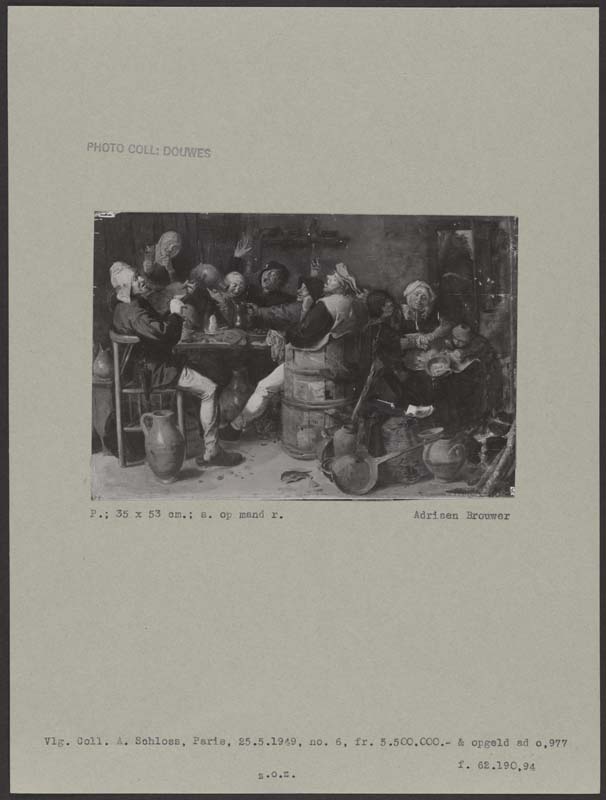 PHOTO COLL: DOUWES
P.; 35 x 53 cm.; s. op mand r.
Adriaen Brouwer
Vlg. Coll. A. Schloss, Paris, 25.5.1949, no. 6, fr. 5.500.000.- & opgeld ad o,977
f. 62.190,94
z.o.z.